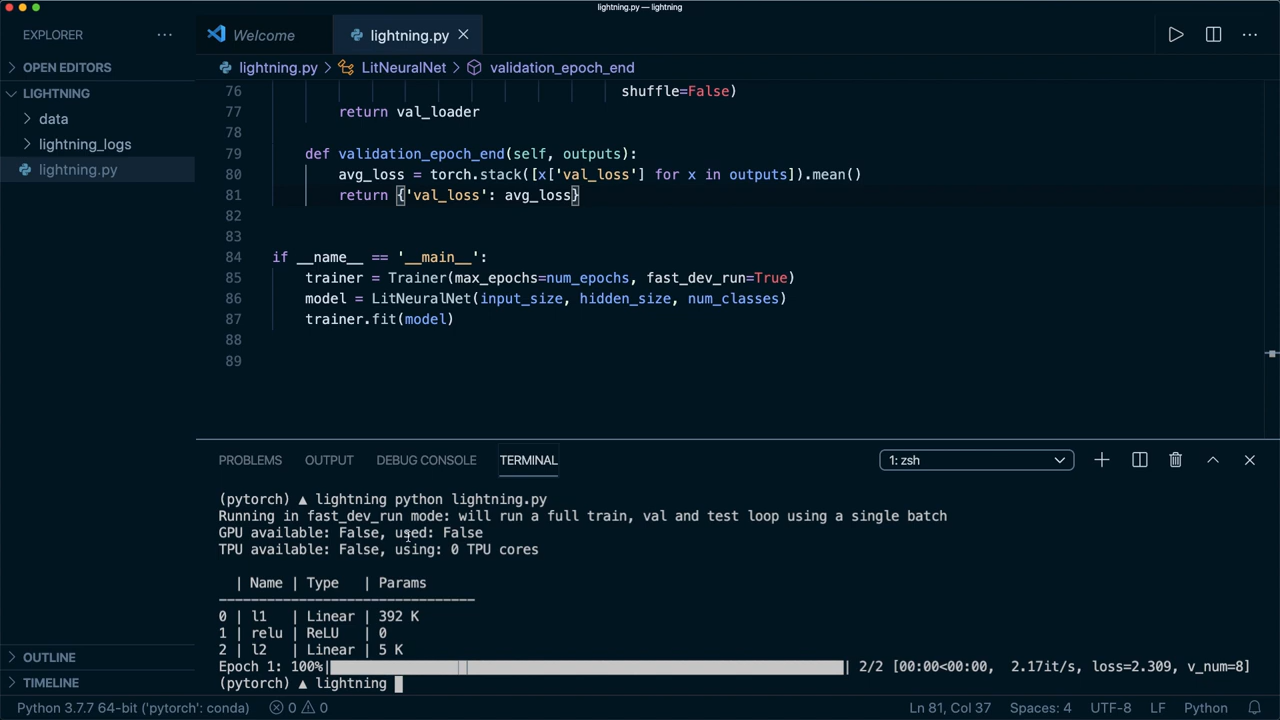 lightning.py — lightning
EXPLORER ···
Welcome
lightning.py
OPEN EDITORS
lightning.py > LitNeuralNet > validation_epoch_end
LIGHTNING
data
lightning_logs
lightning.py
76 shuffle=False)
77 return val_loader
78
79 def validation_epoch_end(self, outputs):
80 avg_loss = torch.stack([x['val_loss'] for x in outputs]).mean()
81 return {'val_loss': avg_loss}
82
83
84 if __name__ == '__main__':
85 trainer = Trainer(max_epochs=num_epochs, fast_dev_run=True)
86 model = LitNeuralNet(input_size, hidden_size, num_classes)
87 trainer.fit(model)
88
89
PROBLEMS OUTPUT DEBUG CONSOLE TERMINAL
1: zsh
(pytorch) ▲ lightning python lightning.py
Running in fast_dev_run mode: will run a full train, val and test loop using a single batch
GPU available: False, used: False
TPU available: False, using: 0 TPU cores
| Name | Type | Params
0 | l1 | Linear | 392 K
1 | relu | ReLU | 0
2 | l2 | Linear | 5 K
Epoch 1: 100%| | 2/2 [00:00<00:00, 2.17it/s, loss=2.309, v_num=8]
(pytorch) ▲ lightning
OUTLINE
TIMELINE
Python 3.7.7 64-bit ('pytorch': conda) 0 0 Ln 81, Col 37 Spaces: 4 UTF-8 LF Python